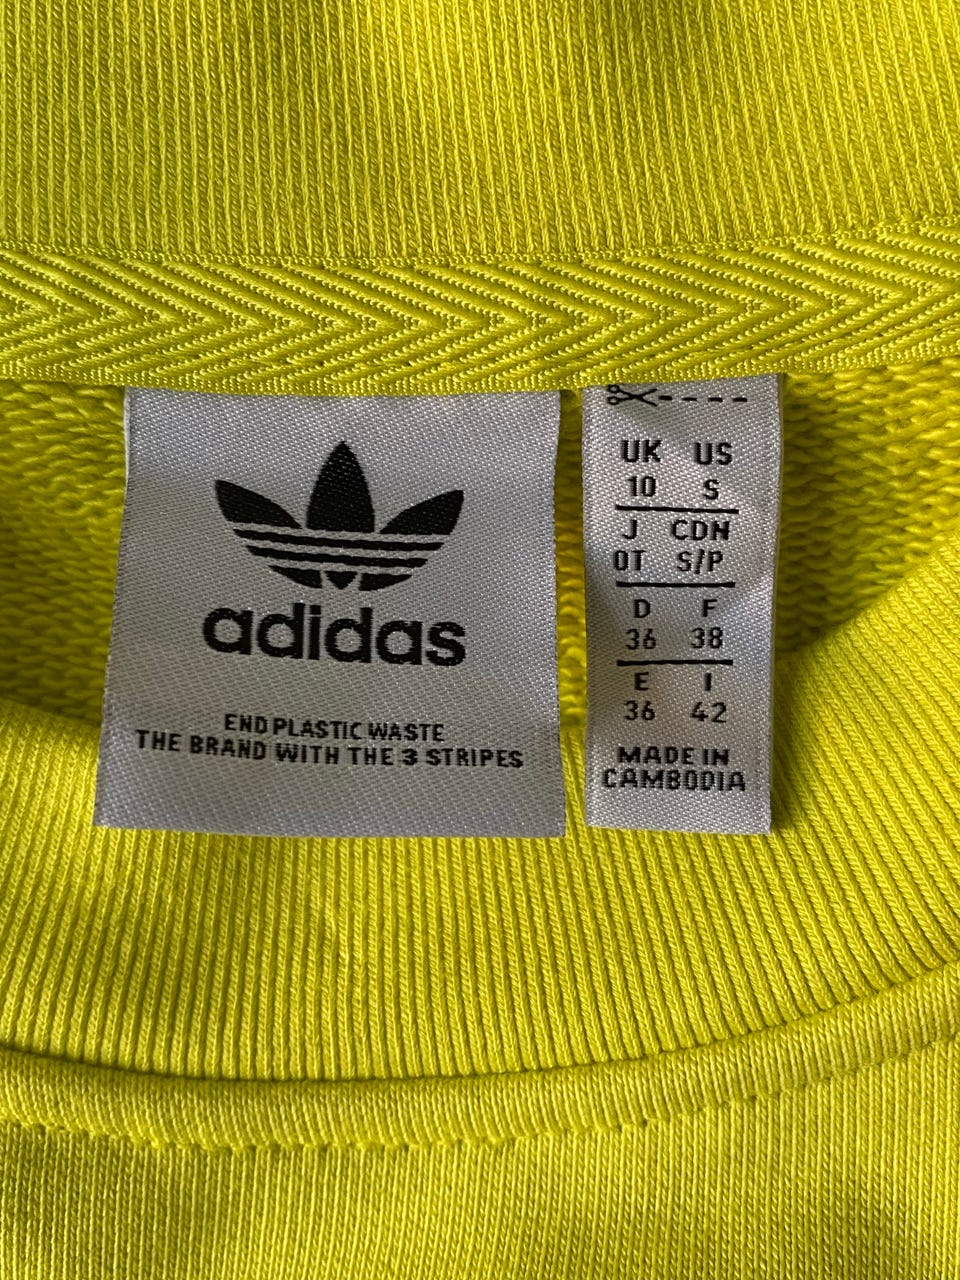 adidas
END PLASTIC WASTE
THE BRAND WITH THE 3 STRIPES
UK US
10 S
J CDN
OT S/P
D F
36 38
E I
36 42
MADE IN
CAMBODIA